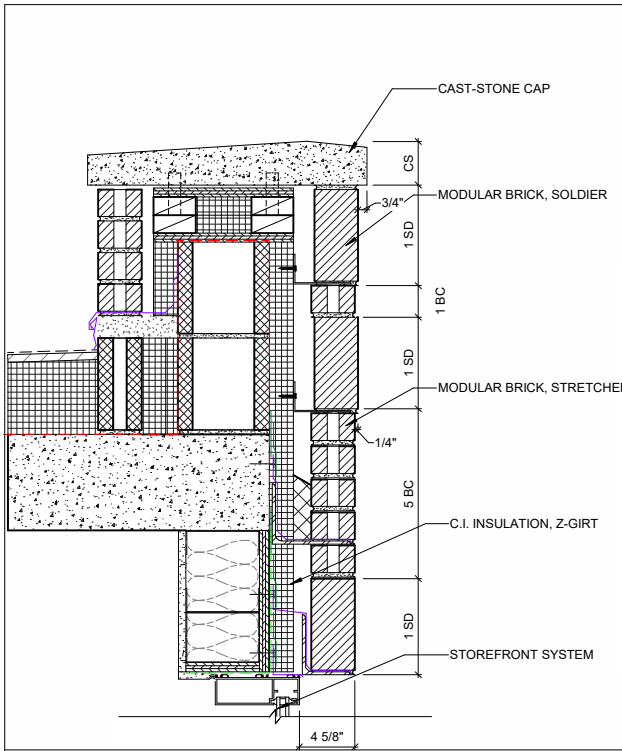 CAST-STONE CAP
CS
MODULAR BRICK, SOLDIER
3/4"
1 SD
1 BC
1 SD
MODULAR BRICK, STRETCHER
1/4"
5 BC
C.I. INSULATION, Z-GIRT
1 SD
STOREFRONT SYSTEM
4 5/8"